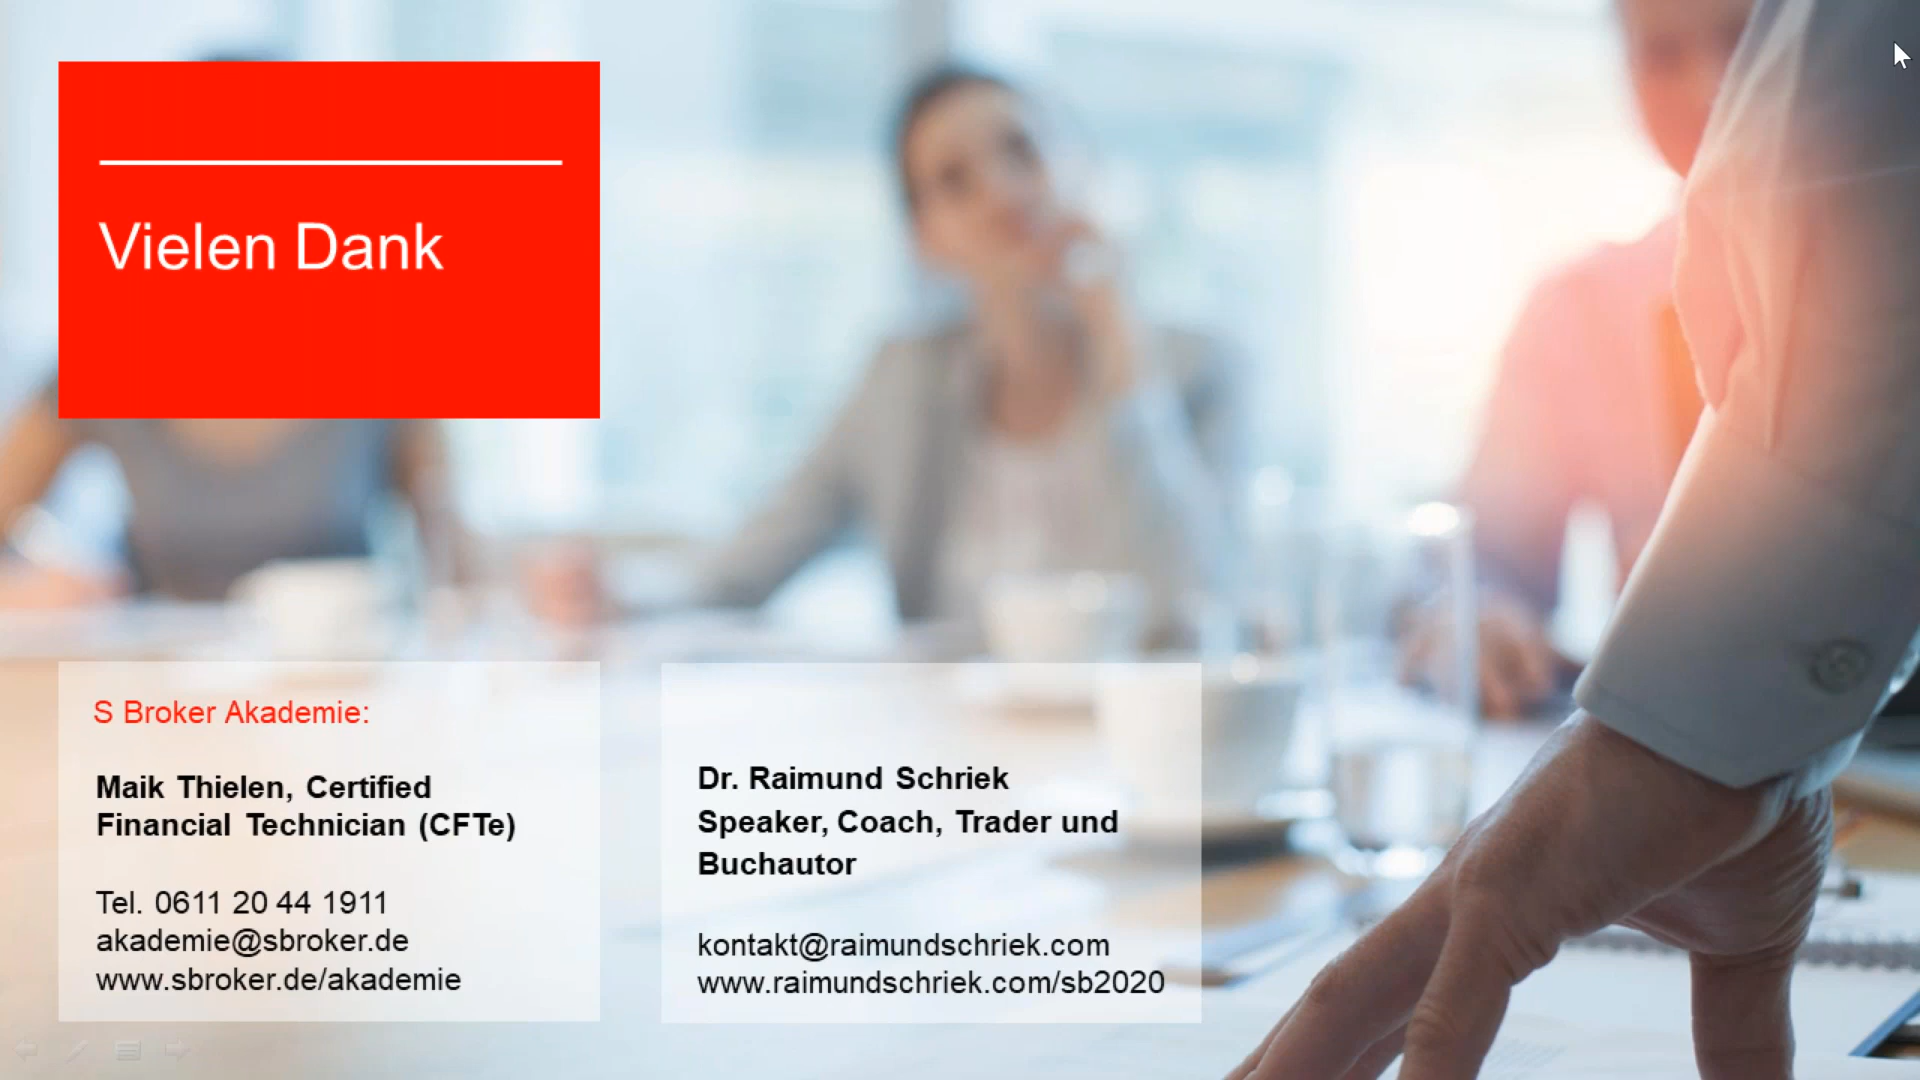 Vielen Dank
S Broker Akademie:
Maik Thielen, Certified
Financial Technician (CFTe)
Tel. 0611 20 44 1911
akademie@sbroker.de
www.sbroker.de/akademie
Dr. Raimund Schriek
Speaker, Coach, Trader und
Buchautor
kontakt@raimundschriek.com
www.raimundschriek.com/sb2020